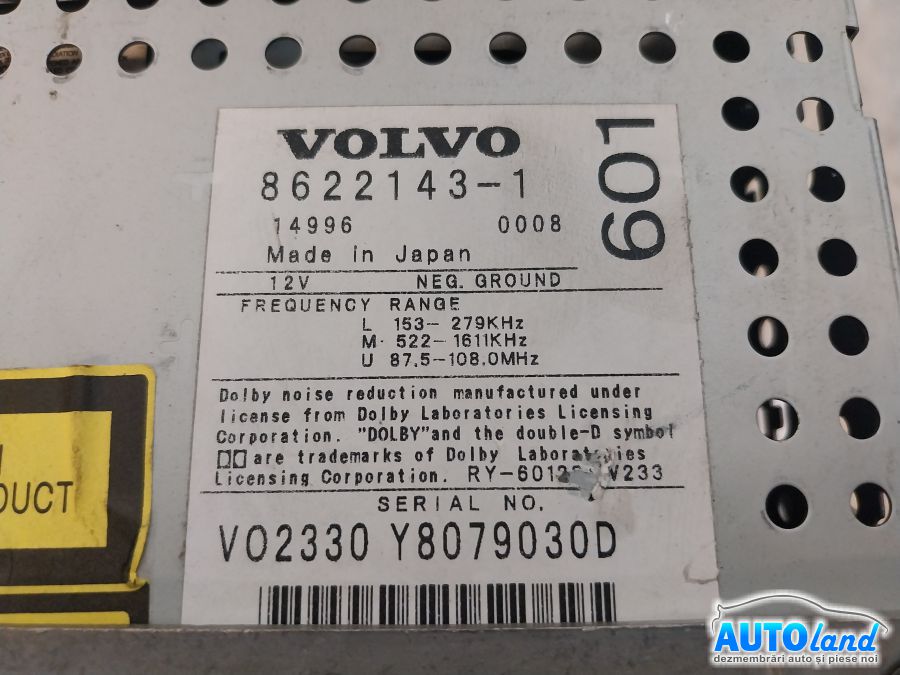 VOLVO
8622143-1
14996 0008
601
Made in Japan
12V NEG. GROUND
FREQUENCY RANGE
L 153- 279KHz
M 522-1611KHz
U 87.5-108.0MHz
Dolby noise reduction manufactured under
license from Dolby Laboratories Licensing
Corporation. "DOLBY"and the double-D symbol
are trademarks of Dolby Laboratories
Licensing Corporation.
SERIAL NO.
VO2330 Y8079030D
DUCT
AUTOland
dezmembrări auto și piese noi